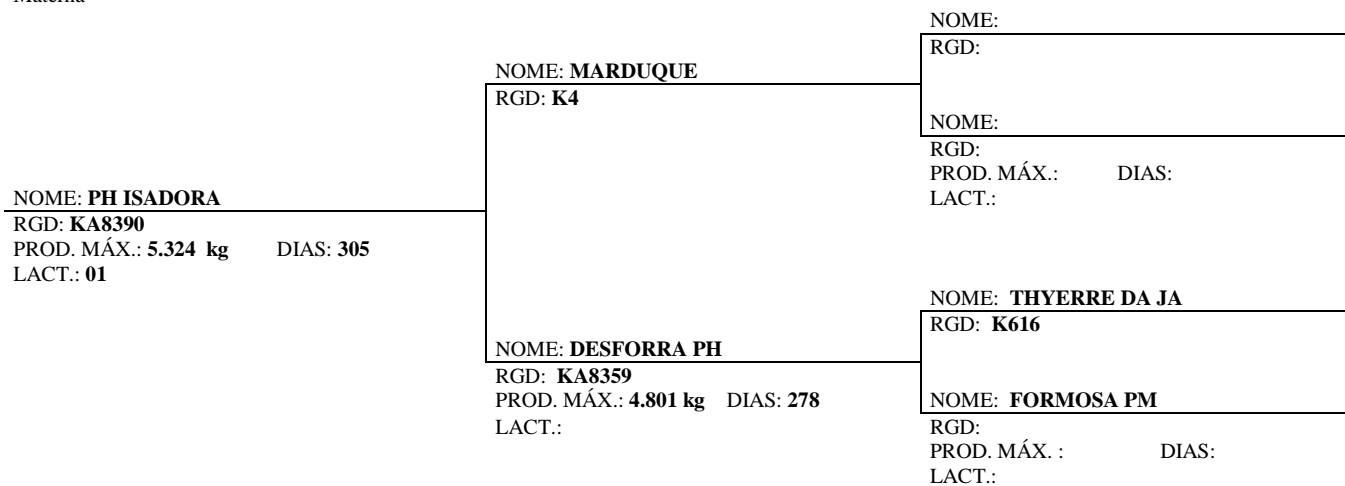 Materna
NOME:
RGD:
NOME: MARDUQUE
RGD: K4
NOME:
RGD:
PROD. MÁX.: DIAS:
LACT.:
NOME: PH ISADORA
RGD: KA8390
PROD. MÁX.: 5.324 kg DIAS: 305
LACT.: 01
NOME: THYERRE DA JA
RGD: K616
NOME: DESFORRA PH
RGD: KA8359
PROD. MÁX.: 4.801 kg DIAS: 278
LACT.:
NOME: FORMOSA PM
RGD:
PROD. MÁX. : DIAS:
LACT.: